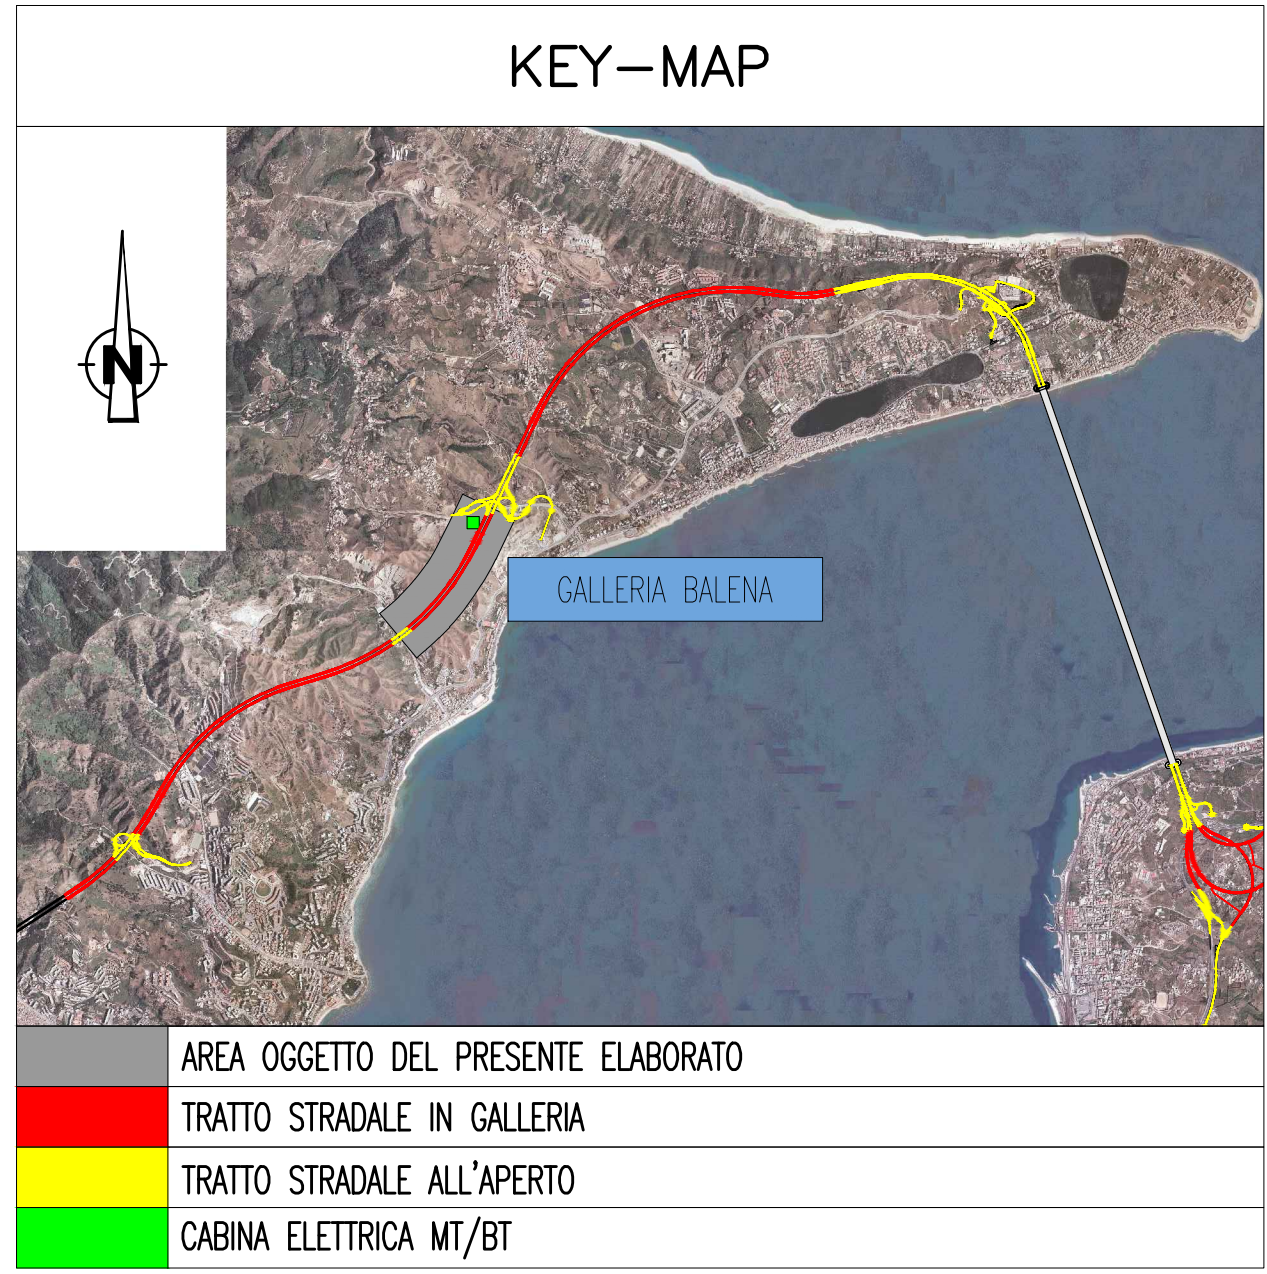 KEY-MAP
N
GALLERIA BALENA
AREA OGGETTO DEL PRESENTE ELABORATO
TRATTO STRADALE IN GALLERIA
TRATTO STRADALE ALL'APERTO
CABINA ELETTRICA MT/BT